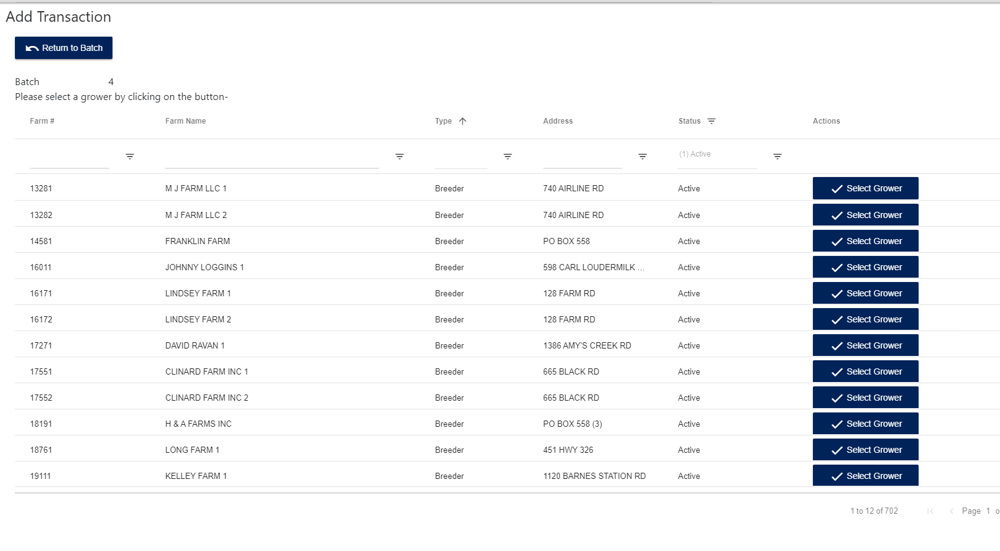 Add Transaction
Return to Batch
Batch 4
Please select a grower by clicking on the button-
Farm # Farm Name Type Address Status Actions
(1) Active
13281 M J FARM LLC 1 Breeder 740 AIRLINE RD Active Select Grower
13282 M J FARM LLC 2 Breeder 740 AIRLINE RD Active Select Grower
14581 FRANKLIN FARM Breeder PO BOX 558 Active Select Grower
16011 JOHNNY LOGGINS 1 Breeder 598 CARL LOUDERMILK ... Active Select Grower
16171 LINDSEY FARM 1 Breeder 128 FARM RD Active Select Grower
16172 LINDSEY FARM 2 Breeder 128 FARM RD Active Select Grower
17271 DAVID RAVAN 1 Breeder 1386 AMY'S CREEK RD Active Select Grower
17551 CLINARD FARM INC 1 Breeder 665 BLACK RD Active Select Grower
17552 CLINARD FARM INC 2 Breeder 665 BLACK RD Active Select Grower
18191 H & A FARMS INC Breeder PO BOX 558 (3) Active Select Grower
18761 LONG FARM 1 Breeder 451 HWY 326 Active Select Grower
19111 KELLEY FARM 1 Breeder 1120 BARNES STATION RD Active Select Grower
1 to 12 of 702 Page 1